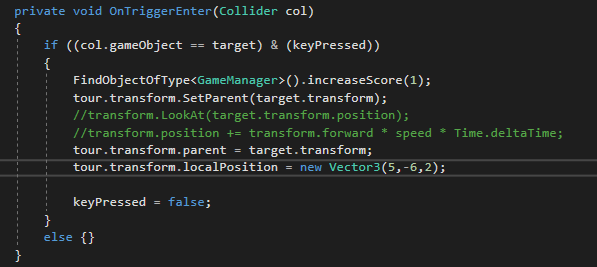 private void OnTriggerEnter(Collider col)
{
if ((col.gameObject == target) & (keyPressed))
{
FindObjectOfType<GameManager>().increaseScore(1);
tour.transform.SetParent(target.transform);
//transform.LookAt(target.transform.position);
//transform.position += transform.forward * speed * Time.deltaTime;
tour.transform.parent = target.transform;
tour.transform.localPosition = new Vector3(5,-6,2);
keyPressed = false;
}
else {}
}